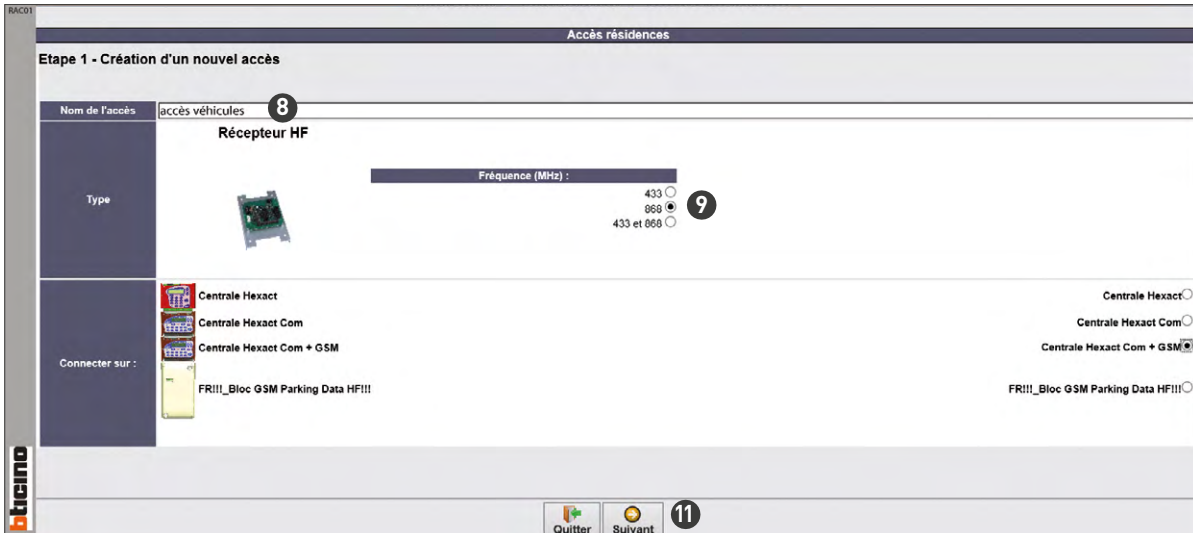 RAC01
Accès résidences
Etape 1 - Création d'un nouvel accès
Nom de l'accès accès véhicules 8
Récepteur HF
Type
Fréquence (MHz) :
433
868 9
433 et 868
Connecter sur :
Centrale Hexact Centrale Hexact
Centrale Hexact Com Centrale Hexact Com
Centrale Hexact Com + GSM Centrale Hexact Com + GSM
FR!!!_Bloc GSM Parking Data HF!!! FR!!!_Bloc GSM Parking Data HF!!!
bticino
Quitter Suivant 11